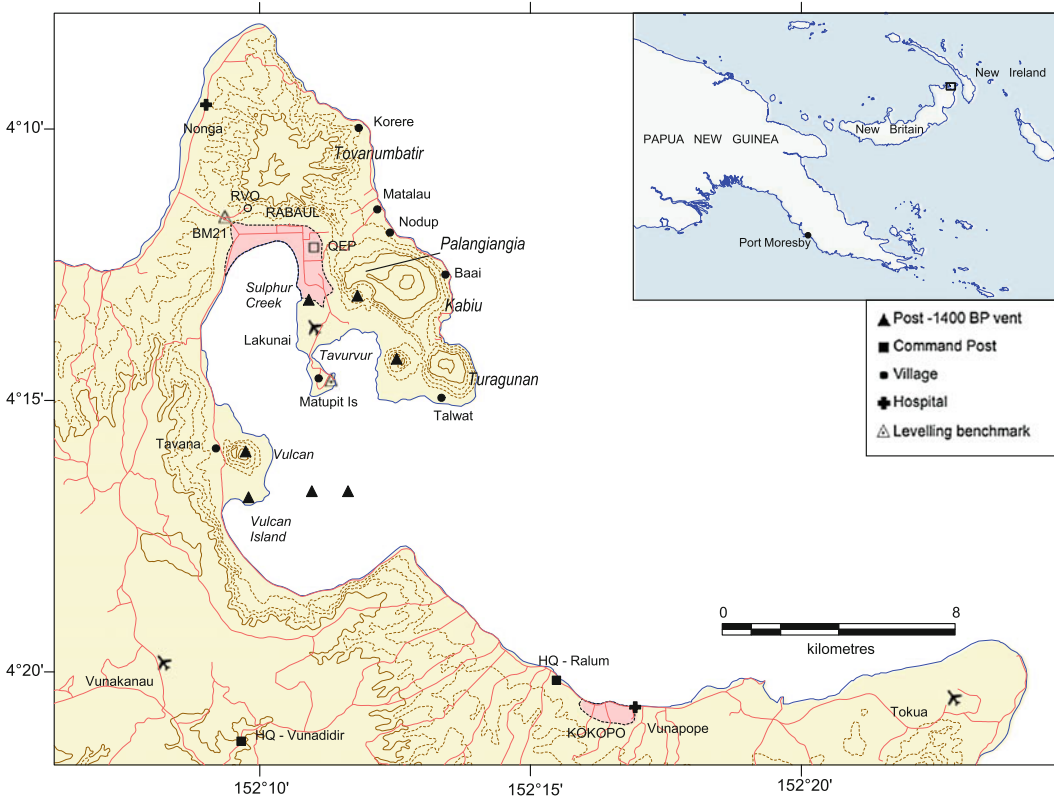 4°10'
4°15'
4°20'
152°10'
152°15'
152°20'
Nonga
Korere
Tovanumbatir
Matalau
RVO
RABAUL
Nodup
BM21
QEP
Palangiangia
Baai
Sulphur
Creek
Kabiu
Lakunai
Tavurvur
Turagunan
Matupit Is
Talwat
Tavana
Vulcan
Vulcan
Island
0
8
kilometres
HQ - Ralum
Vunakanau
Tokua
KOKOPO
Vunapope
HQ - Vunadidir
New Ireland
New Britain
PAPUA NEW GUINEA
Port Moresby
Post -1400 BP vent
Command Post
Village
Hospital
Levelling benchmark